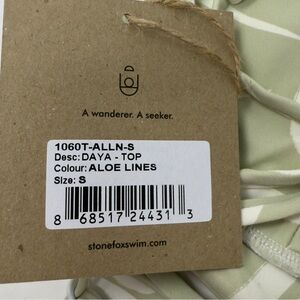 A wanderer. A seeker.
1060T-ALLN-S
Desc: DAYA - TOP
Colour: ALOE LINES
Size: S
8 68517 24431 3
stonefoxswim.com